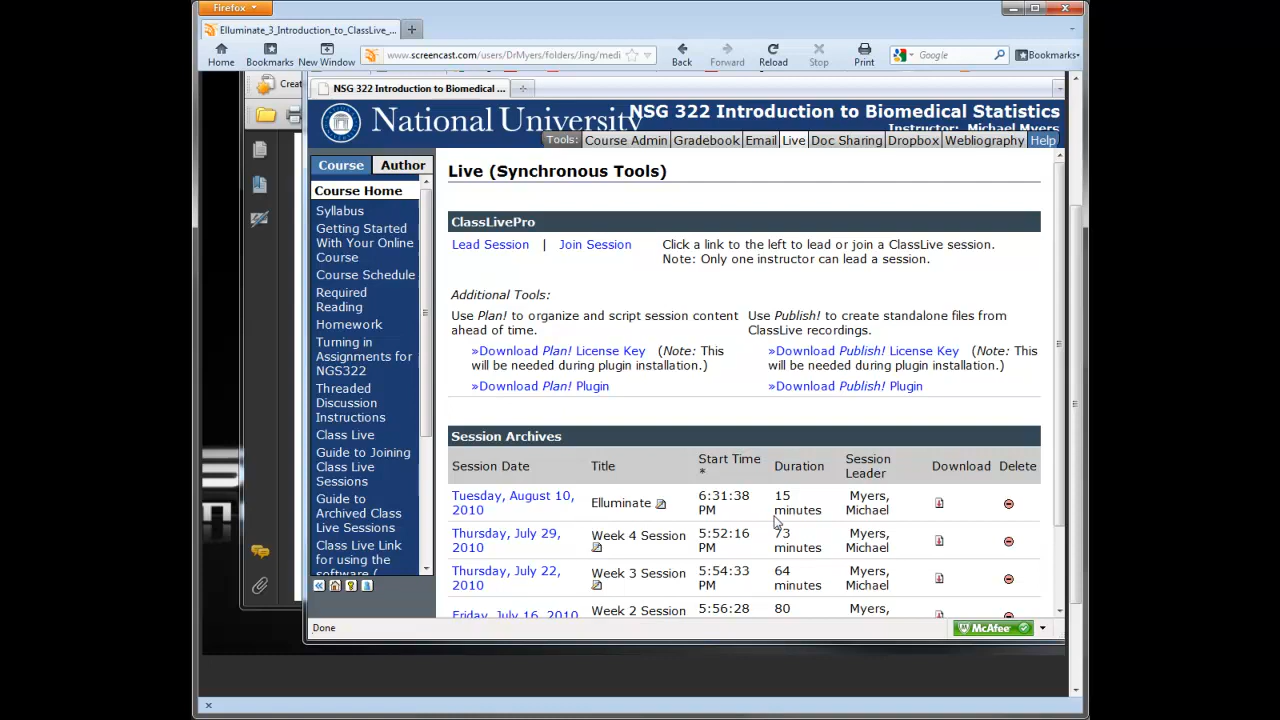 Firefox
Elluminate_3_Introduction_to_ClassLive_...
Home
Bookmarks
New Window
www.screencast.com/users/DrMyers/folders/Jing/medi
Back
Forward
Reload
Stop
Print
Google
Bookmarks
Creat
NSG 322 Introduction to Biomedical ...
National University
NSG 322 Introduction to Biomedical Statistics
Instructor: Michael Myers
Tools: Course Admin Gradebook Email Live Doc Sharing Dropbox Webliography Help
Course Author
Course Home
Syllabus
Getting Started
With Your Online
Course
Course Schedule
Required
Reading
Homework
Turning in
Assignments for
NGS322
Threaded
Discussion
Instructions
Class Live
Guide to Joining
Class Live
Sessions
Guide to
Archived Class
Live Sessions
Class Live Link
for using the
software (
Live (Synchronous Tools)
ClassLivePro
Lead Session | Join Session
Click a link to the left to lead or join a ClassLive session.
Note: Only one instructor can lead a session.
Additional Tools:
Use Plan! to organize and script session content
ahead of time.
»Download Plan! License Key (Note: This
will be needed during plugin installation.)
»Download Plan! Plugin
Use Publish! to create standalone files from
ClassLive recordings.
»Download Publish! License Key (Note: This
will be needed during plugin installation.)
»Download Publish! Plugin
Session Archives
Session Date Title Start Time * Duration Session Leader Download Delete
Tuesday, August 10, 2010 Elluminate 6:31:38 PM 15 minutes Myers, Michael
Thursday, July 29, 2010 Week 4 Session 5:52:16 PM 73 minutes Myers, Michael
Thursday, July 22, 2010 Week 3 Session 5:54:33 PM 64 minutes Myers, Michael
Friday, July 16, 2010 Week 2 Session 5:56:28 80 Myers,
Done
McAfee